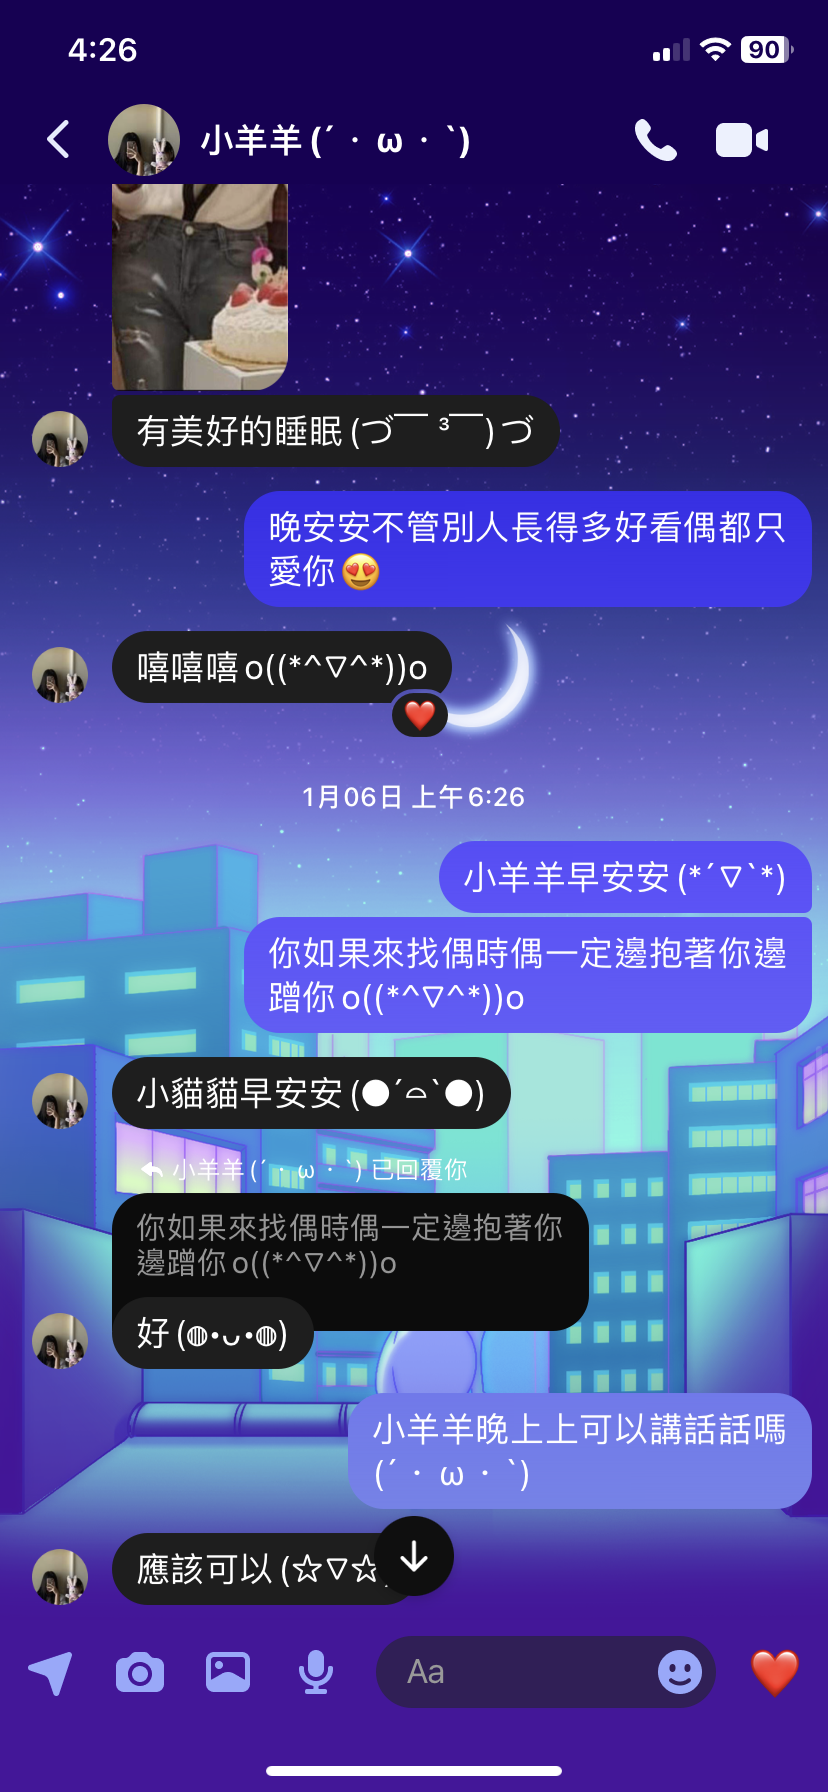 4:26
90
小羊羊 (´・ω・`)
有美好的睡眠 (づ￣ ³￣)づ
晚安安不管別人長得多好看偶都只
愛你😍
嘻嘻嘻 o((*^▽^*))o
❤️
1月06日 上午6:26
小羊羊早安安 (*´▽`*)
你如果來找偶時偶一定邊抱著你邊
蹭你 o((*^▽^*))o
小貓貓早安安 (●´⌓`●)
小羊羊 (´・ω・`) 已回覆你
你如果來找偶時偶一定邊抱著你
邊蹭你 o((*^▽^*))o
好 (◍•ᴗ•◍)
小羊羊晚上上可以講話話嗎
(´・ω・`)
應該可以 (☆▽☆
Aa